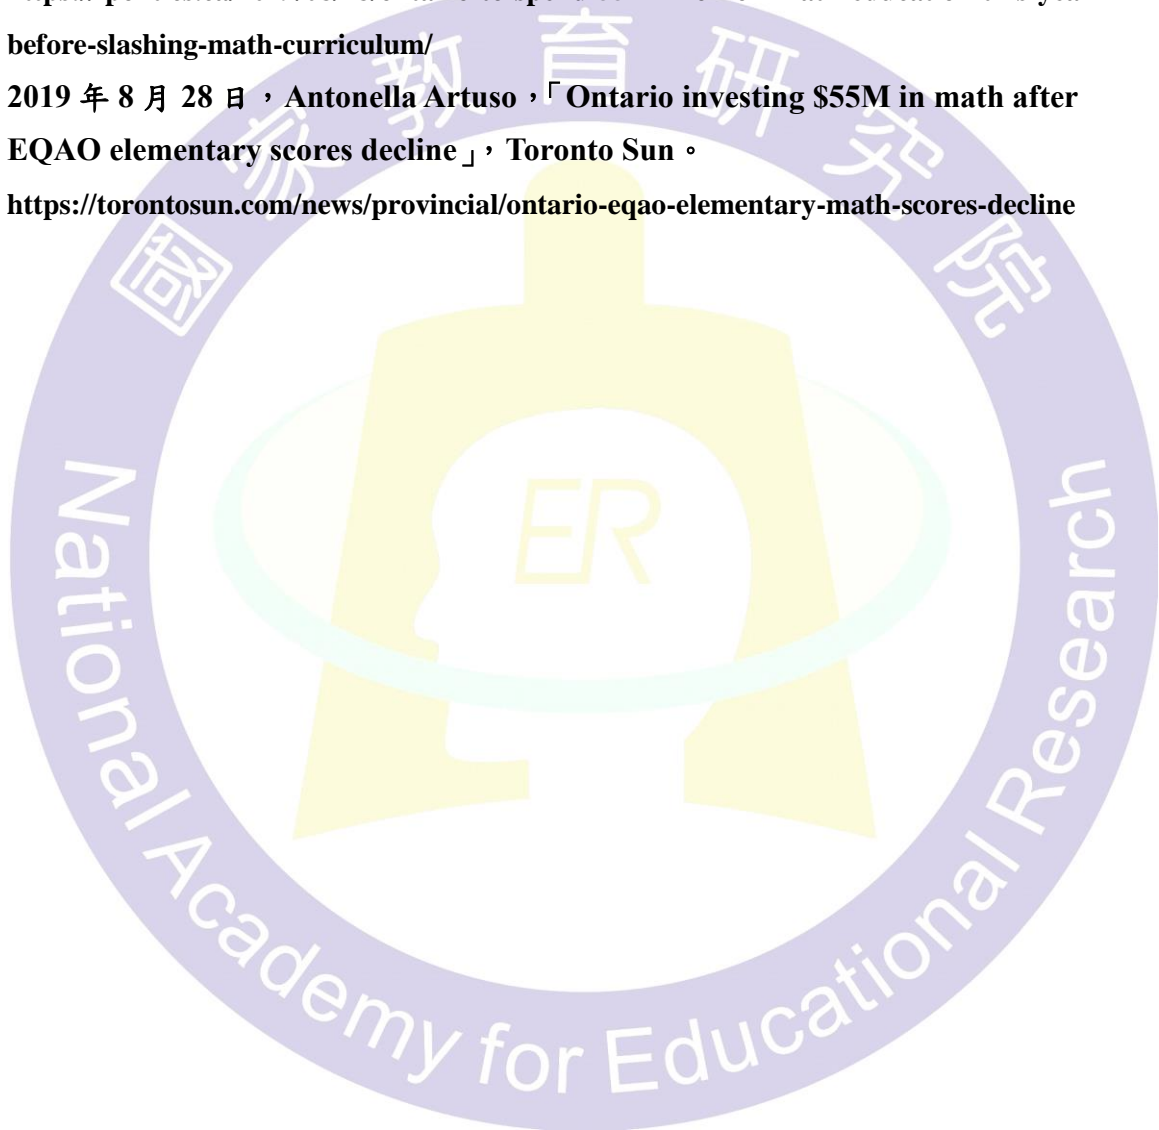 before-slashing-math-curriculum/
2019 年 8 月 28 日，Antonella Artuso，「Ontario investing $55M in math after
EQAO elementary scores decline」，Toronto Sun。
https://torontosun.com/news/provincial/ontario-eqao-elementary-math-scores-decline
國家教育研究院
ER
National Academy for Educational Research